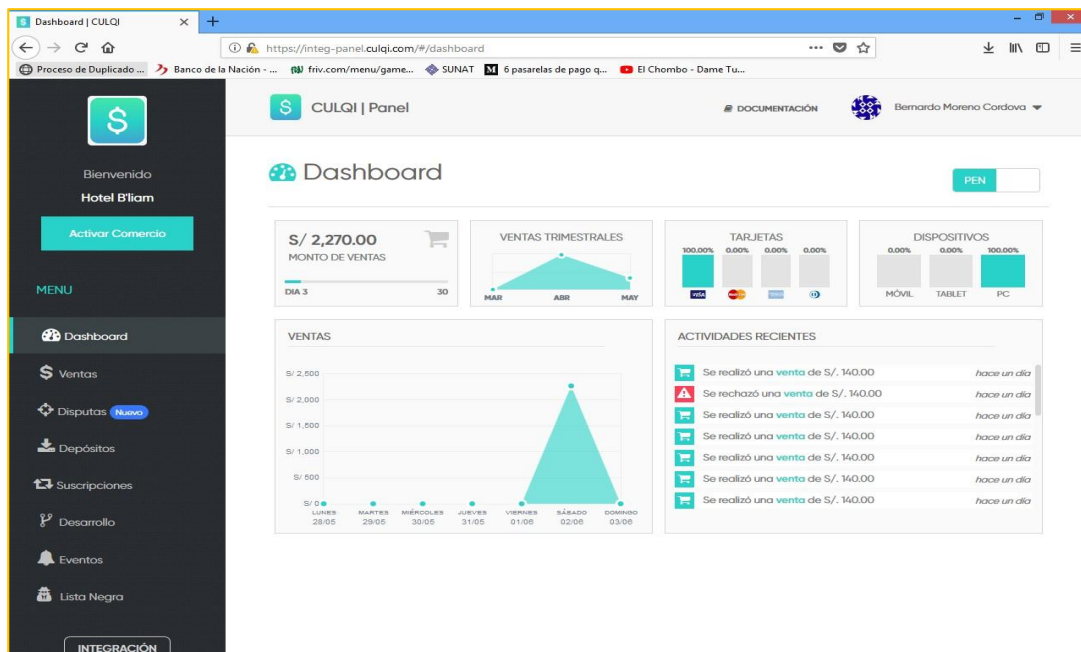 Dashboard | CULQI
https://integ-panel.culqi.com/#/dashboard
Proceso de Duplicado ... Banco de la Nación - ... friv.com/menu/game... SUNAT M 6 pasarelas de pago q... El Chombo - Dame Tu...
Bienvenido
Hotel B'liam
Activar Comercio
MENU
Dashboard
Ventas
Disputas Nuevo
Depósitos
Suscripciones
Desarrollo
Eventos
Lista Negra
INTEGRACIÓN
CULQI | Panel
DOCUMENTACIÓN
Bernardo Moreno Cordova
Dashboard
PEN
S/ 2,270.00
MONTO DE VENTAS
DIA 3 30
VENTAS TRIMESTRALES
MAR ABR MAY
TARJETAS
100.00% 0.00% 0.00% 0.00%
VISA
DISPOSITIVOS
0.00% 0.00% 100.00%
MÓVIL TABLET PC
VENTAS
S/ 2,500
S/ 2,000
S/ 1,500
S/ 1,000
S/ 500
S/ 0
LUNES MARTES MIÉRCOLES JUEVES VIERNES SÁBADO DOMINGO
28/05 29/05 30/05 31/05 01/06 02/06 03/06
ACTIVIDADES RECIENTES
Se realizó una venta de S/. 140.00 hace un día
Se rechazó una venta de S/. 140.00 hace un día
Se realizó una venta de S/. 140.00 hace un día
Se realizó una venta de S/. 140.00 hace un día
Se realizó una venta de S/. 140.00 hace un día
Se realizó una venta de S/. 140.00 hace un día
Se realizó una venta de S/. 140.00 hace un día